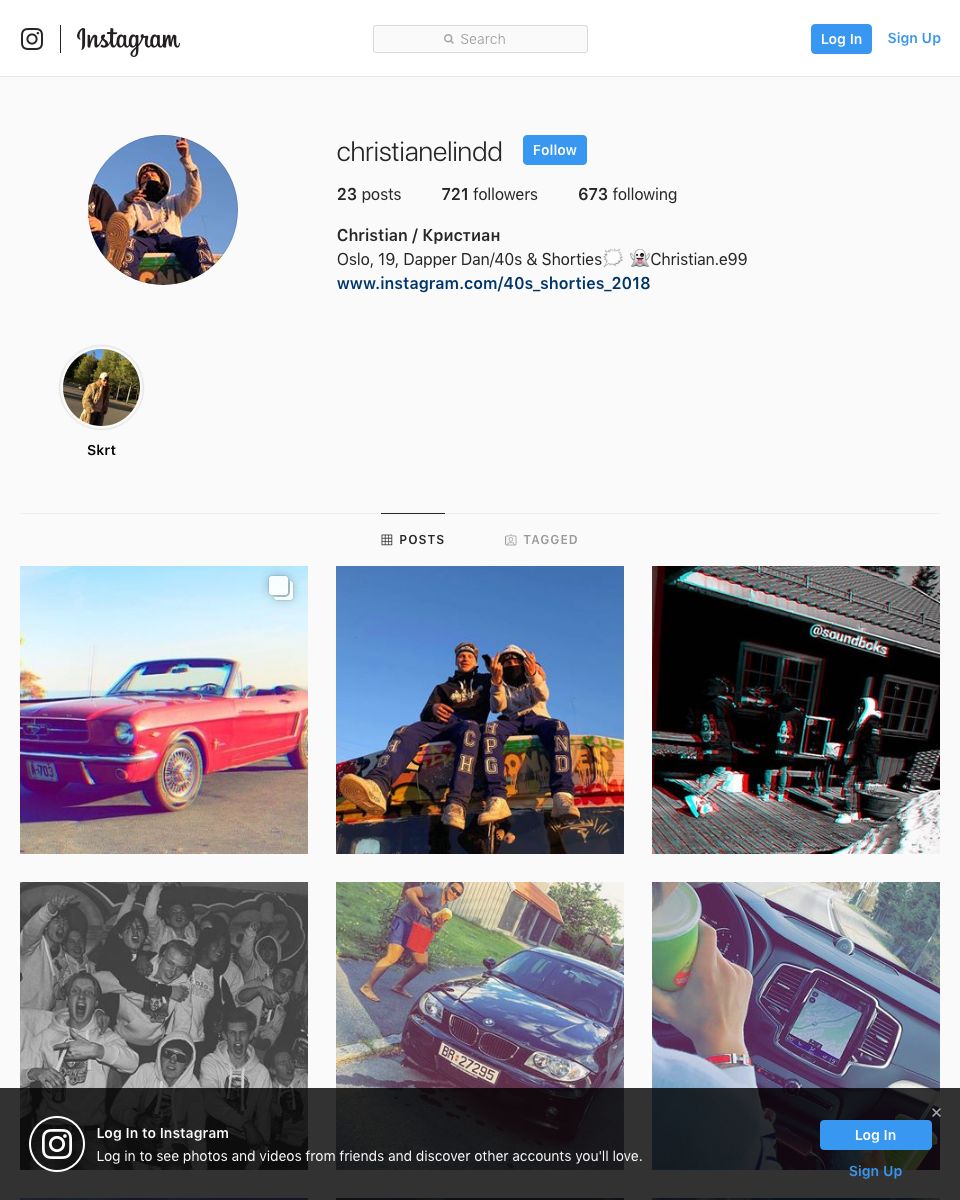 Instagram
Search
Log In
Sign Up
christianelindd
Follow
23 posts
721 followers
673 following
Christian / Кристиан
Oslo, 19, Dapper Dan/40s & Shorties🗯 👻Christian.e99
www.instagram.com/40s_shorties_2018
Skrt
POSTS
TAGGED
@soundboks
BR 27295
Log In to Instagram
Log in to see photos and videos from friends and discover other accounts you'll love.
Log In
Sign Up